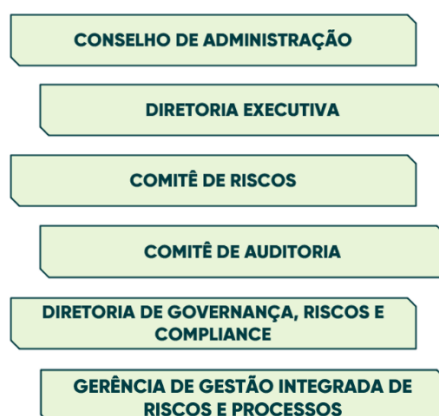 CONSELHO DE ADMINISTRAÇÃO
DIRETORIA EXECUTIVA
COMITÊ DE RISCOS
COMITÊ DE AUDITORIA
DIRETORIA DE GOVERNANÇA, RISCOS E
COMPLIANCE
GERÊNCIA DE GESTÃO INTEGRADA DE
RISCOS E PROCESSOS